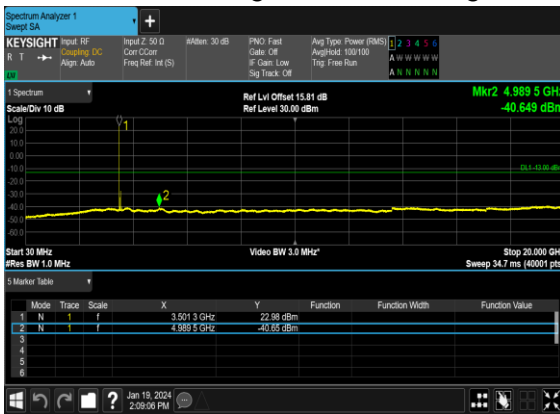 Spectrum Analyzer 1
Swept SA
KEYSIGHT Input: RF Input Z: 50 Ω #Atten: 30 dB PNO: Fast Avg Type: Power (RMS) 1 2 3 4 5 6
R T Coupling: DC Corr CCorr Gate: Off Avg|Hold: 100/100 A W W W W W
Align: Auto Freq Ref: Int (S) IF Gain: Low Trig: Free Run
LV Sig Track: Off A N N N N N
1 Spectrum Ref Lvl Offset 15.81 dB Mkr2 4.989 5 GHz
Scale/Div 10 dB Ref Level 30.00 dBm -40.649 dBm
Log
20.0 1
10.0
0.00
-10.0 DL1 -13.00 dBm
-20.0
-30.0 2
-40.0
-50.0
-60.0
Start 30 MHz Video BW 3.0 MHz* Stop 20.000 GHz
#Res BW 1.0 MHz Sweep 34.7 ms (40001 pts
5 Marker Table
Mode Trace Scale X Y Function Function Width Function Value
1 N 1 f 3.501 3 GHz 22.98 dBm
2 N 1 f 4.989 5 GHz -40.65 dBm
3
4
5
6
? Jan 19, 2024
2:09:06 PM